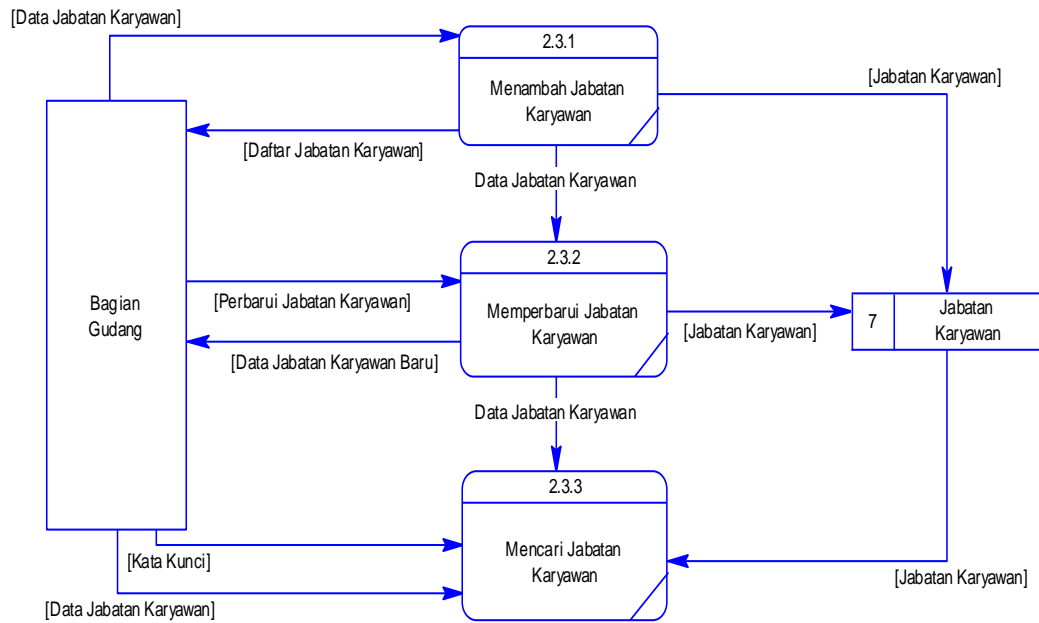 [Data Jabatan Karyawan]
2.3.1
Menambah Jabatan
Karyawan
[Jabatan Karyawan]
[Daftar Jabatan Karyawan]
Data Jabatan Karyawan
2.3.2
Memperbarui Jabatan
Karyawan
Bagian
Gudang
[Perbarui Jabatan Karyawan]
[Jabatan Karyawan]
7
Jabatan
Karyawan
[Data Jabatan Karyawan Baru]
Data Jabatan Karyawan
2.3.3
Mencari Jabatan
Karyawan
[Kata Kunci]
[Jabatan Karyawan]
[Data Jabatan Karyawan]